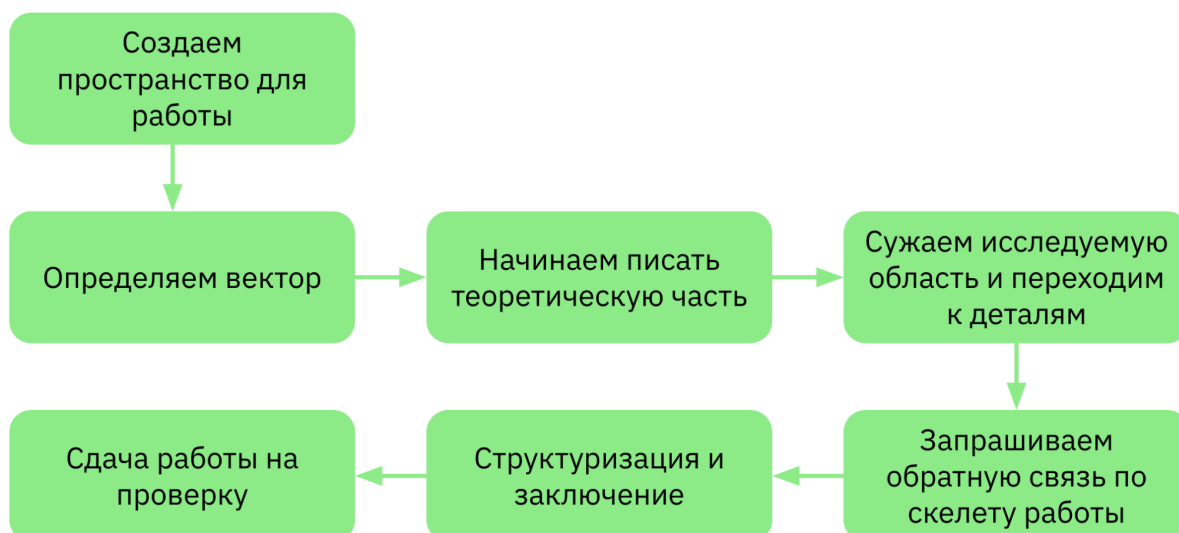 Создаем
пространство для
работы
Определяем вектор
Начинаем писать
теоретическую часть
Сужаем исследуемую
область и переходим
к деталям
Запрашиваем
обратную связь по
скелету работы
Структуризация и
заключение
Сдача работы на
проверку